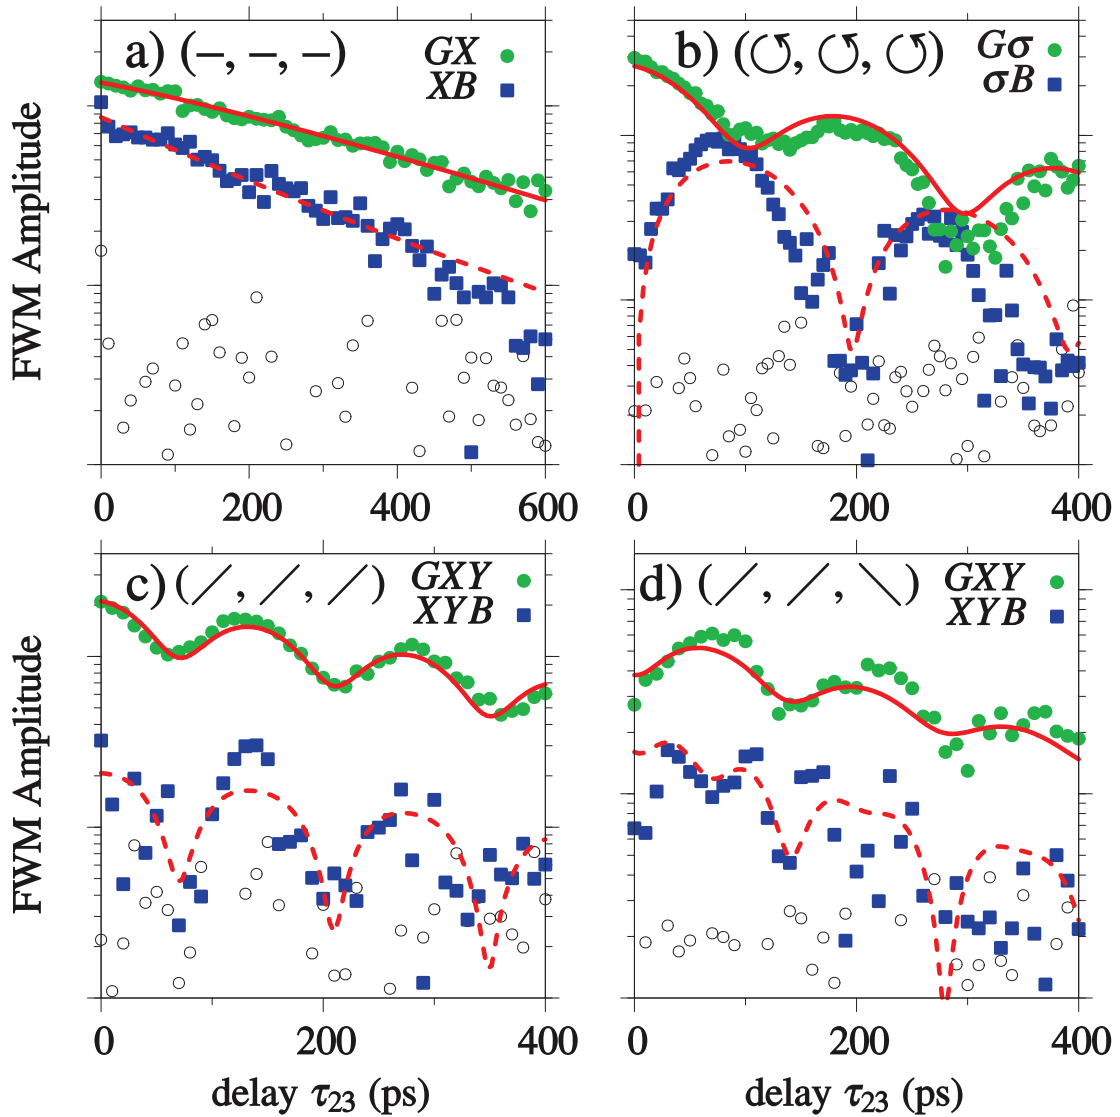 a) (–, –, –) GX
XB
b) (↺, ↺, ↺) Gσ
σB
FWM Amplitude
0 200 400 600
0 200 400
c) (∕, ∕, ∕) GXY
XYB
d) (∕, ∕, \) GXY
XYB
FWM Amplitude
0 200 400
0 200 400
delay τ23 (ps)
delay τ23 (ps)